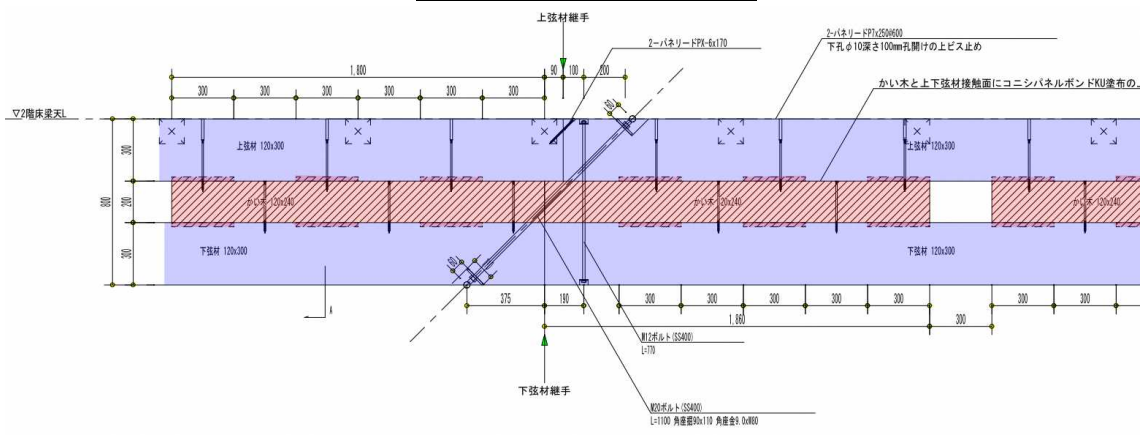 上弦材継手
2-パネリードPX-6x170
2-パネリードP7x250@600
下孔φ10深さ100mm孔開けの上ビス止め
かい木と上下弦材接触面にコニシパネルボンドKU塗布の上
1,800 90 100 200
300 300 300 300 300 300
60
▽2階床梁天L
上弦材 120x300
上弦材 120x300
800
300
200
300
かい木 120x240
かい木 120x240
かい木 120x240
下弦材 120x300
下弦材 120x300
60
A
375 190 300 300 300 300 300 300 300
1,860 300
M12ボルト(SS400)
L=770
下弦材継手
M20ボルト(SS400)
L=1100 角座掘90x110 角座金9.0xW80